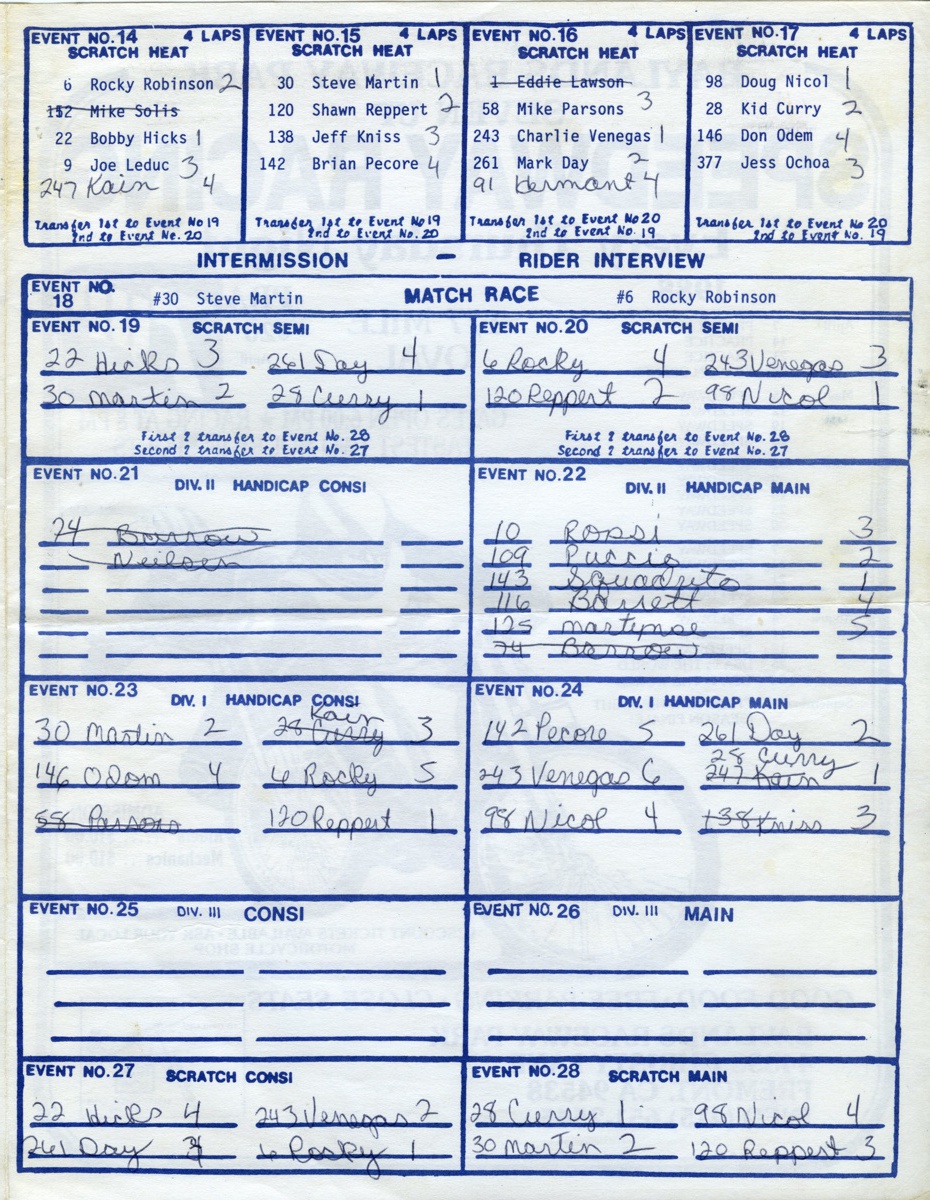 EVENT NO.14 4 LAPS
SCRATCH HEAT
6 Rocky Robinson 2
152 Mike Solis
22 Bobby Hicks 1
9 Joe Leduc 3
247 Kain 4
Transfer 1st to Event No 19
2nd to Event No. 20
EVENT NO.15 4 LAPS
SCRATCH HEAT
30 Steve Martin 1
120 Shawn Reppert 2
138 Jeff Kniss 3
142 Brian Pecore 4
Transfer 1st to Event No 19
2nd to Event No. 20
EVENT NO.16 4 LAPS
SCRATCH HEAT
1 Eddie Lawson
58 Mike Parsons 3
243 Charlie Venegas 1
261 Mark Day 2
91 Hermant 4
Transfer 1st to Event No 20
2nd to Event No. 19
EVENT NO.17 4 LAPS
SCRATCH HEAT
98 Doug Nicol 1
28 Kid Curry 2
146 Don Odem 4
377 Jess Ochoa 3
Transfer 1st to Event No. 20
2nd to Event No. 19
INTERMISSION - RIDER INTERVIEW
EVENT NO. 18 #30 Steve Martin MATCH RACE #6 Rocky Robinson
EVENT NO.19 SCRATCH SEMI
22 Hicks 3 261 Day 4
30 Martin 2 28 Curry 1
First 2 transfer to Event No. 28
Second 2 transfer to Event No. 27
EVENT NO.20 SCRATCH SEMI
6 Rocky 4 243 Venegas 3
120 Reppert 2 98 Nicol 1
First 2 transfer to Event No. 28
Second 2 transfer to Event No. 27
EVENT NO.21
DIV. II HANDICAP CONSI
74 Barrow
Neilsen
EVENT NO.22
DIV. II HANDICAP MAIN
10 Rossi 3
109 Puccio 2
143 Squadrito 1
116 Barrett 4
125 Martynse 5
74 Barrow
EVENT NO.23
DIV. I HANDICAP CONSI
30 Martin 2 28 Curry Kain 3
146 Odom 4 6 Rocky 5
58 Parsons 120 Reppert 1
EVENT NO.24
DIV. I HANDICAP MAIN
142 Pecore 5 261 Day 2
28 Curry
243 Venegas 6 247 Kain 1
98 Nicol 4 138 Kniss 3
EVENT NO.25 DIV. III CONSI
EVENT NO.26 DIV. III MAIN
EVENT NO.27 SCRATCH CONSI
22 Hicks 4 243 Venegas 2
261 Day 3 6 Rocky 1
EVENT NO.28 SCRATCH MAIN
28 Curry 1 98 Nicol 4
30 Martin 2 120 Reppert 3